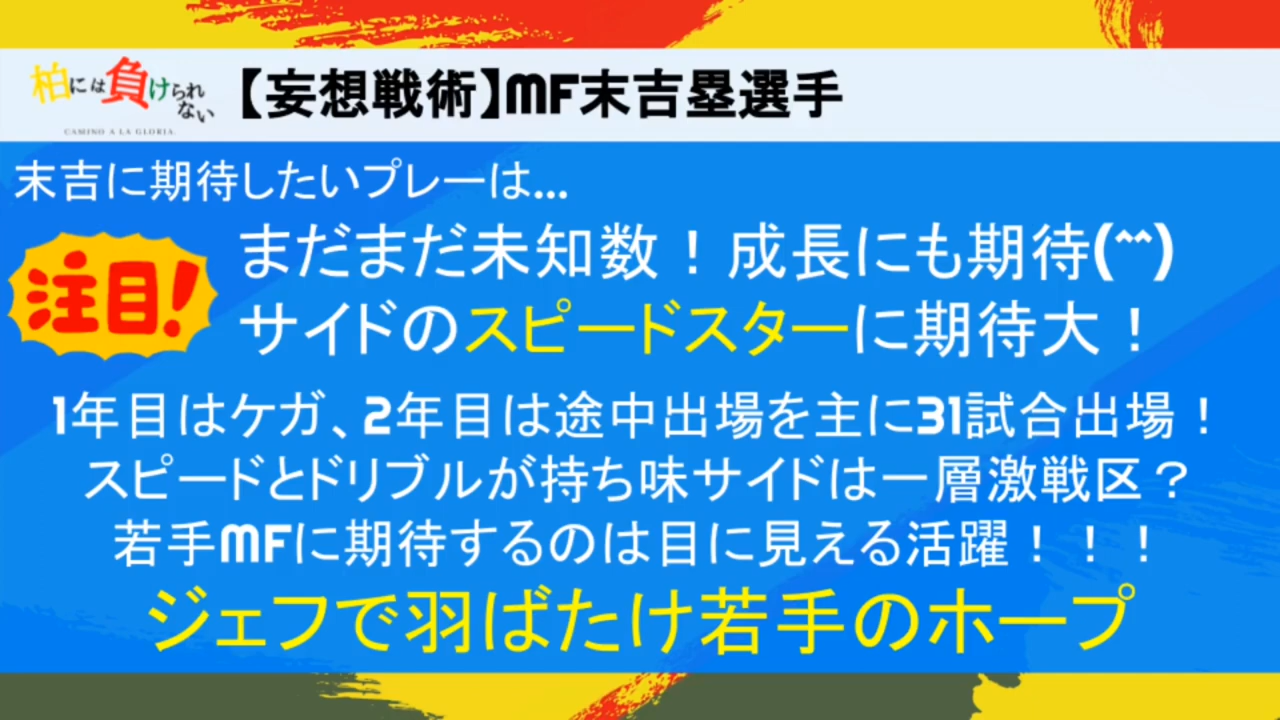 柏には負けられない
CAMINO A LA GLORIA.
【妄想戦術】MF末吉塁選手
末吉に期待したいプレーは...
注目!
まだまだ未知数！成長にも期待(^^)
サイドのスピードスターに期待大！
1年目はケガ、2年目は途中出場を主に31試合出場！
スピードとドリブルが持ち味サイドは一層激戦区？
若手MFに期待するのは目に見える活躍！！！
ジェフで羽ばたけ若手のホープ